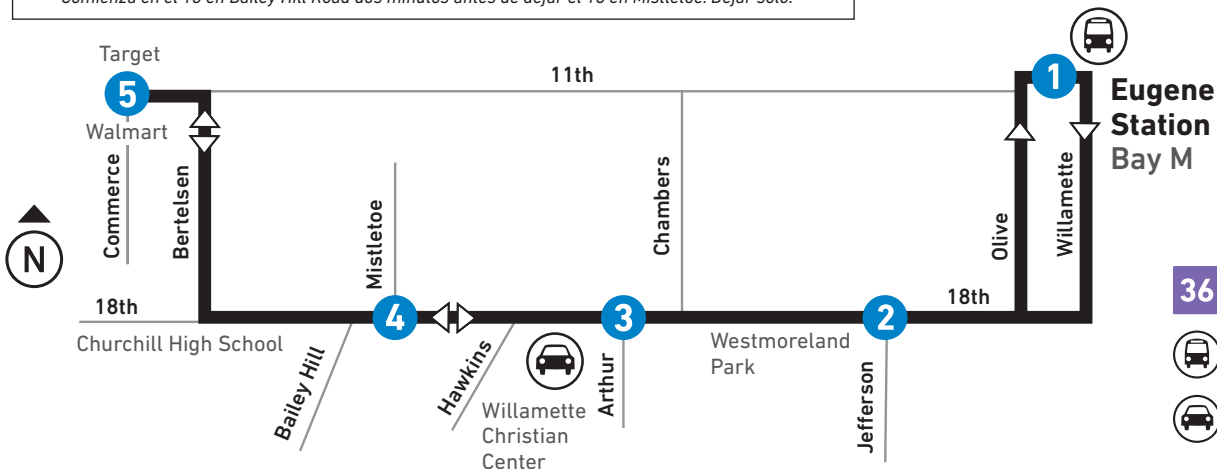 Comienza en el 18 en Bailey Hill Road dos minutos antes de dejar el 18 en Mistletoe. Dejar solo.
Target
5
Walmart
11th
1
Eugene
Station
Bay M
Commerce
Bertelsen
Mistletoe
Chambers
Olive
Willamette
N
18th
4
3
2
18th
36
Churchill High School
Bailey Hill
Hawkins
Willamette
Christian
Center
Arthur
Westmoreland
Park
Jefferson